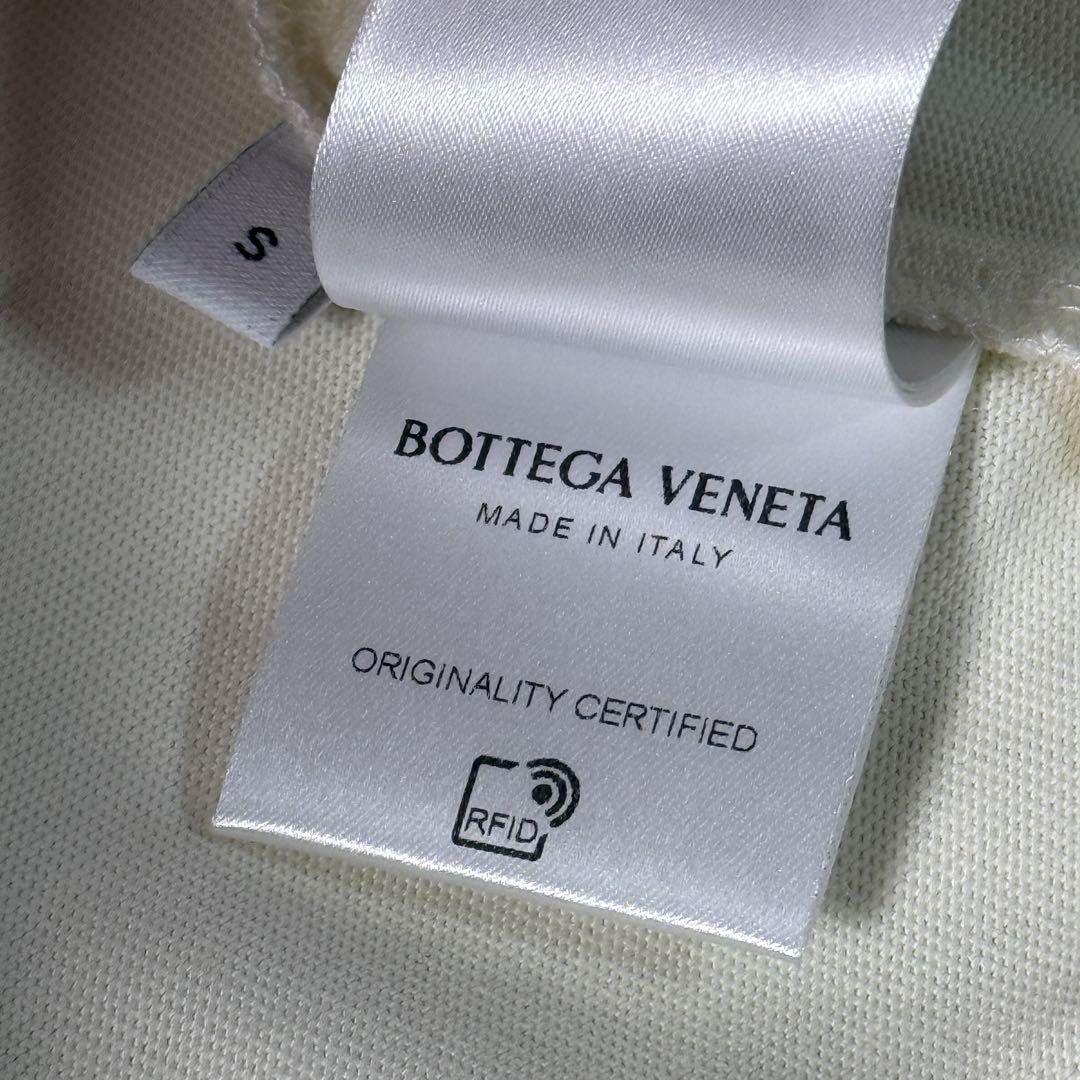 S
BOTTEGA VENETA
MADE IN ITALY
ORIGINALITY CERTIFIED
RFID